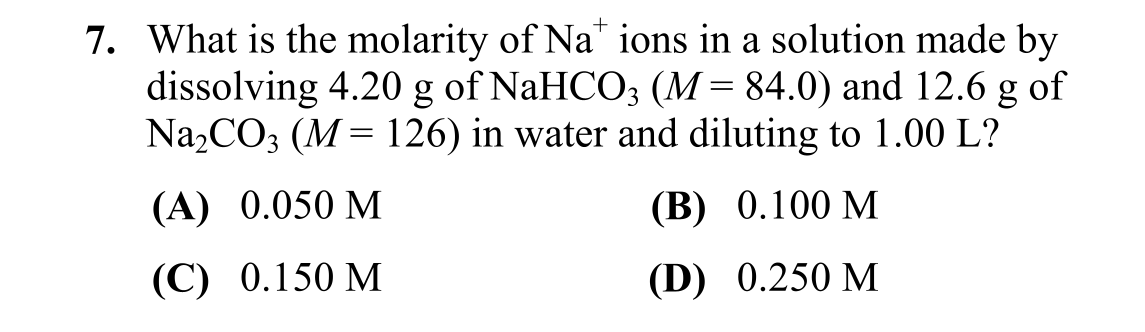 7. What is the molarity of Na⁺ ions in a solution made by
dissolving 4.20 g of NaHCO₃ (M = 84.0) and 12.6 g of
Na₂CO₃ (M = 126) in water and diluting to 1.00 L?
(A) 0.050 M (B) 0.100 M
(C) 0.150 M (D) 0.250 M